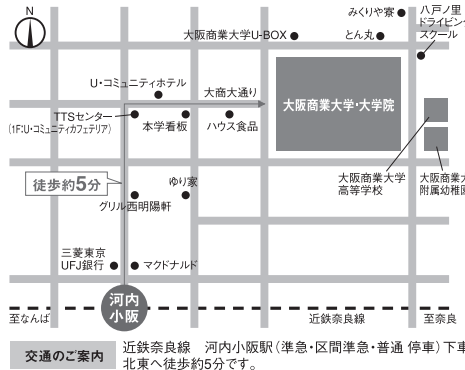 N
みくりや寮
八戸ノ里
ドライビング
スクール
大阪商業大学U-BOX
とん丸
U・コミュニティホテル
大商大通り
大阪商業大学・大学院
TTSセンター
(1F:U・コミュニティカフェテリア)
本学看板
ハウス食品
大阪商業大学
高等学校
大阪商業大
附属幼稚園
徒歩約5分
ゆり家
グリル西明陽軒
三菱東京
UFJ銀行
マクドナルド
河内
小阪
至なんば
近鉄奈良線
至奈良
交通のご案内
近鉄奈良線　河内小阪駅(準急・区間準急・普通 停車)下車
北東へ徒歩約5分です。